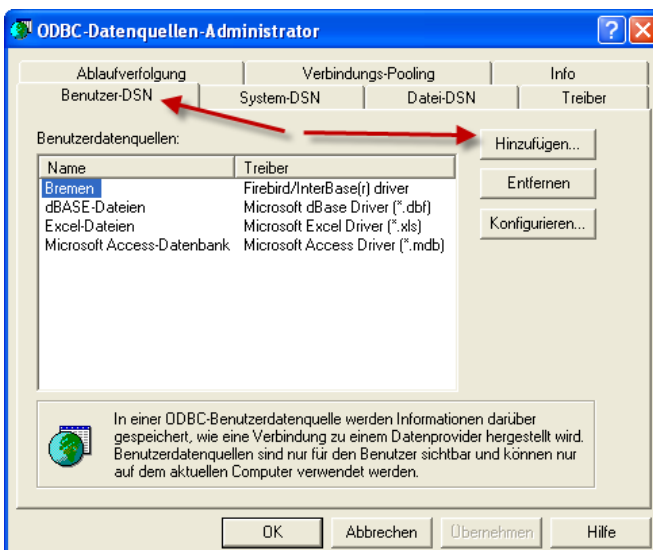 ODBC-Datenquellen-Administrator
Ablaufverfolgung Verbindungs-Pooling Info
Benutzer-DSN System-DSN Datei-DSN Treiber
Benutzerdatenquellen:
Hinzufügen...
Name Treiber
Bremen Firebird/InterBase(r) driver
Entfernen
dBASE-Dateien Microsoft dBase Driver (*.dbf)
Excel-Dateien Microsoft Excel Driver (*.xls)
Konfigurieren...
Microsoft Access-Datenbank Microsoft Access Driver (*.mdb)
In einer ODBC-Benutzerdatenquelle werden Informationen darüber
gespeichert, wie eine Verbindung zu einem Datenprovider hergestellt wird.
Benutzerdatenquellen sind nur für den Benutzer sichtbar und können nur
auf dem aktuellen Computer verwendet werden.
OK Abbrechen Übernehmen Hilfe